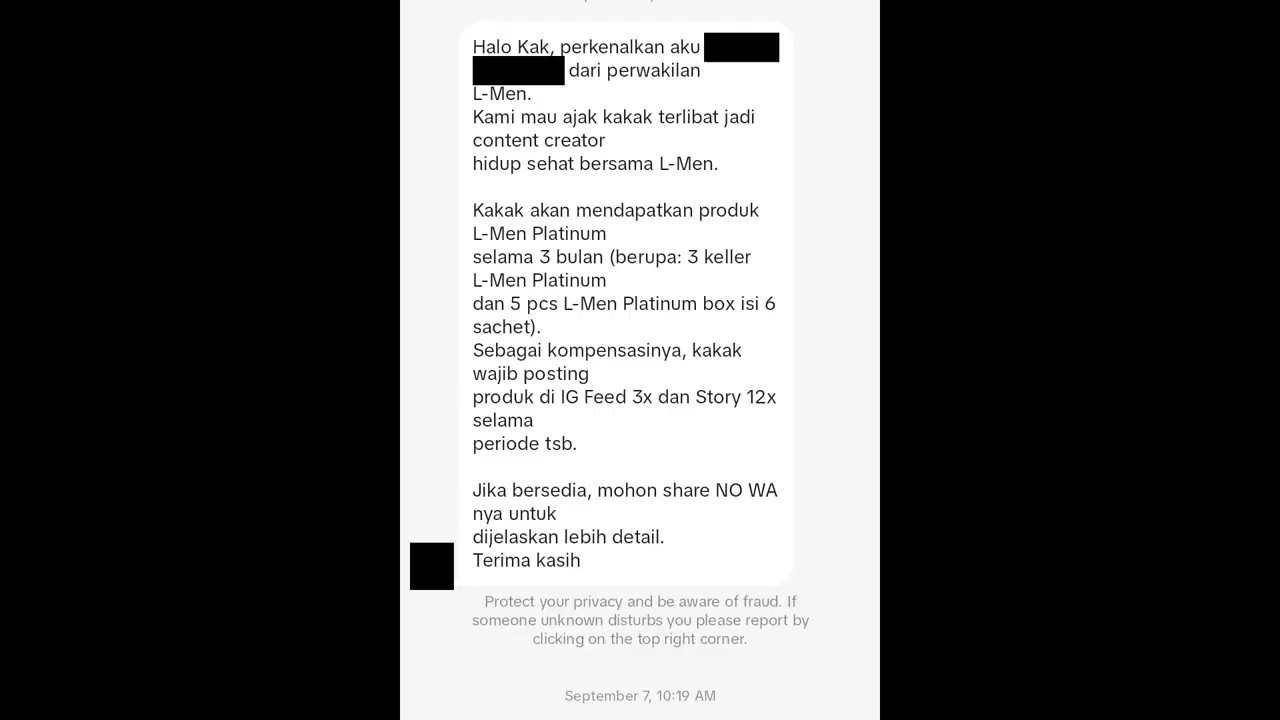 Halo Kak, perkenalkan aku
dari perwakilan
L-Men.
Kami mau ajak kakak terlibat jadi
content creator
hidup sehat bersama L-Men.
Kakak akan mendapatkan produk
L-Men Platinum
selama 3 bulan (berupa: 3 keller
L-Men Platinum
dan 5 pcs L-Men Platinum box isi 6
sachet).
Sebagai kompensasinya, kakak
wajib posting
produk di IG Feed 3x dan Story 12x
selama
periode tsb.
Jika bersedia, mohon share NO WA
nya untuk
dijelaskan lebih detail.
Terima kasih
Protect your privacy and be aware of fraud. If
someone unknown disturbs you please report by
clicking on the top right corner.
September 7, 10:19 AM